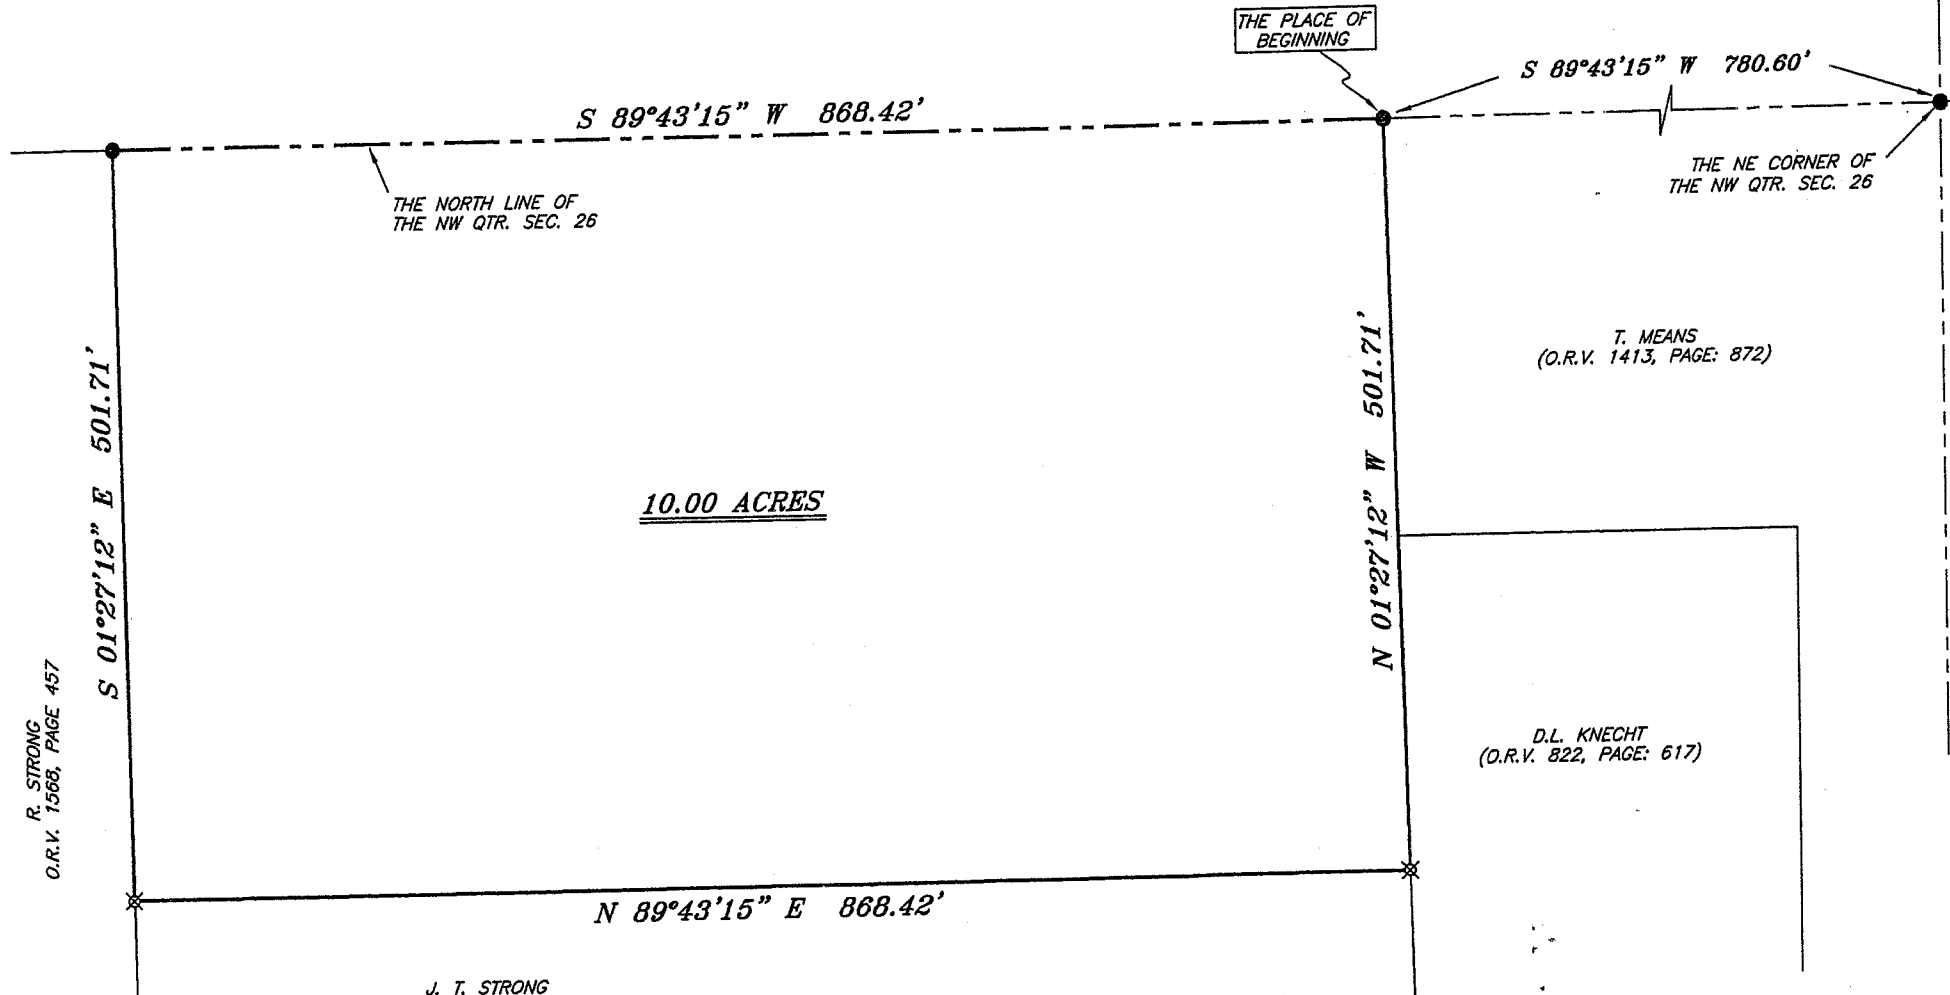 THE PLACE OF
BEGINNING
S 89°43'15" W 780.60'
S 89°43'15" W 868.42'
THE NE CORNER OF
THE NW QTR. SEC. 26
THE NORTH LINE OF
THE NW QTR. SEC. 26
T. MEANS
(O.R.V. 1413, PAGE: 872)
S 01°27'12" E 501.71'
N 01°27'12" W 501.71'
10.00 ACRES
R. STRONG
O.R.V. 1568, PAGE 457
D.L. KNECHT
(O.R.V. 822, PAGE: 617)
N 89°43'15" E 868.42'
J. T. STRONG